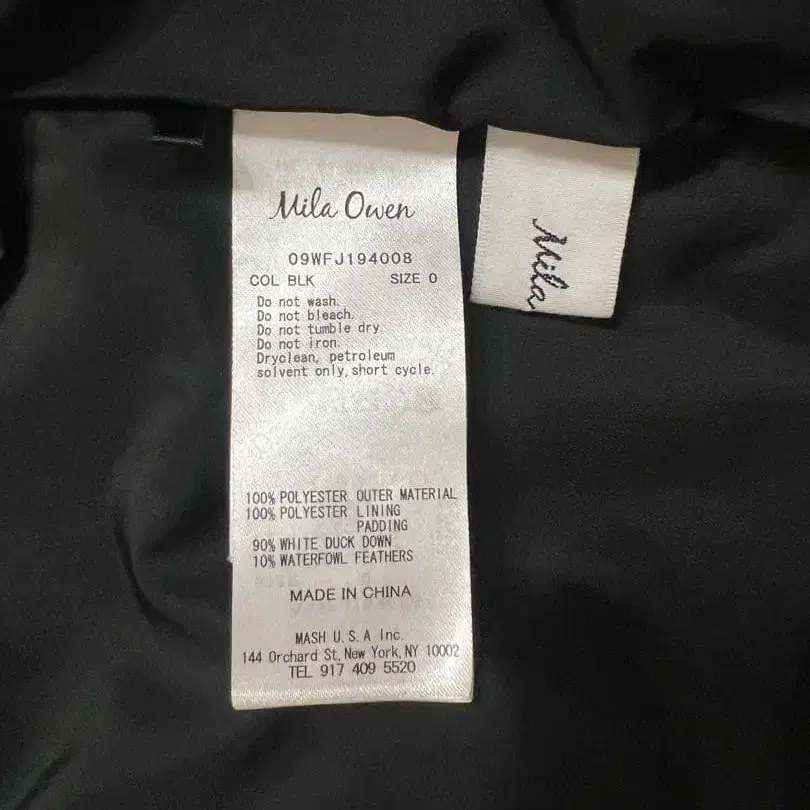 Mila Owen
09WFJ194008
COL BLK SIZE 0
Do not wash.
Do not bleach.
Do not tumble dry.
Do not iron.
Dryclean, petroleum
solvent only, short cycle.
100% POLYESTER OUTER MATERIAL
100% POLYESTER LINING
PADDING
90% WHITE DUCK DOWN
10% WATERFOWL FEATHERS
MADE IN CHINA
MASH U.S.A Inc.
144 Orchard St, New York, NY 10002
TEL 917 409 5520
Mila